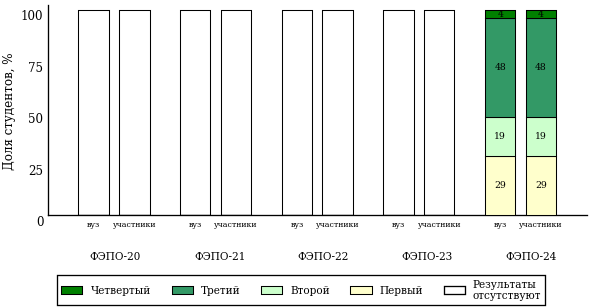 Доля студентов, %
100
75
50
25
0
4 4
48 48
19 19
29 29
вуз участники вуз участники вуз участники вуз участники вуз участники
ФЭПО-20 ФЭПО-21 ФЭПО-22 ФЭПО-23 ФЭПО-24
Четвертый Третий Второй Первый Результаты
отсутствуют